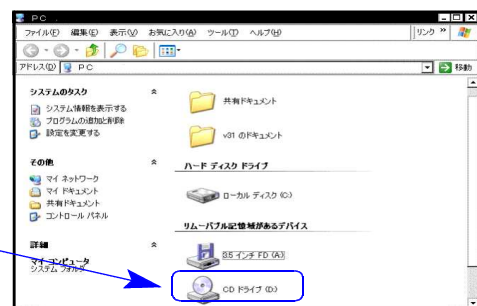 PC
ファイル(F) 編集(E) 表示(V) お気に入り(A) ツール(T) ヘルプ(H) リンク »
アドレス(D) PC 移動
システムのタスク
システム情報を表示する
プログラムの追加と削除
設定を変更する
共有ドキュメント
v31 のドキュメント
その他
マイ ネットワーク
マイ ドキュメント
共有ドキュメント
コントロール パネル
ハード ディスク ドライブ
ローカル ディスク (C:)
リムーバブル記憶域があるデバイス
詳細
マイ コンピュータ
システム フォルダ
3.5 インチ FD (A:)
CD ドライブ (D:)